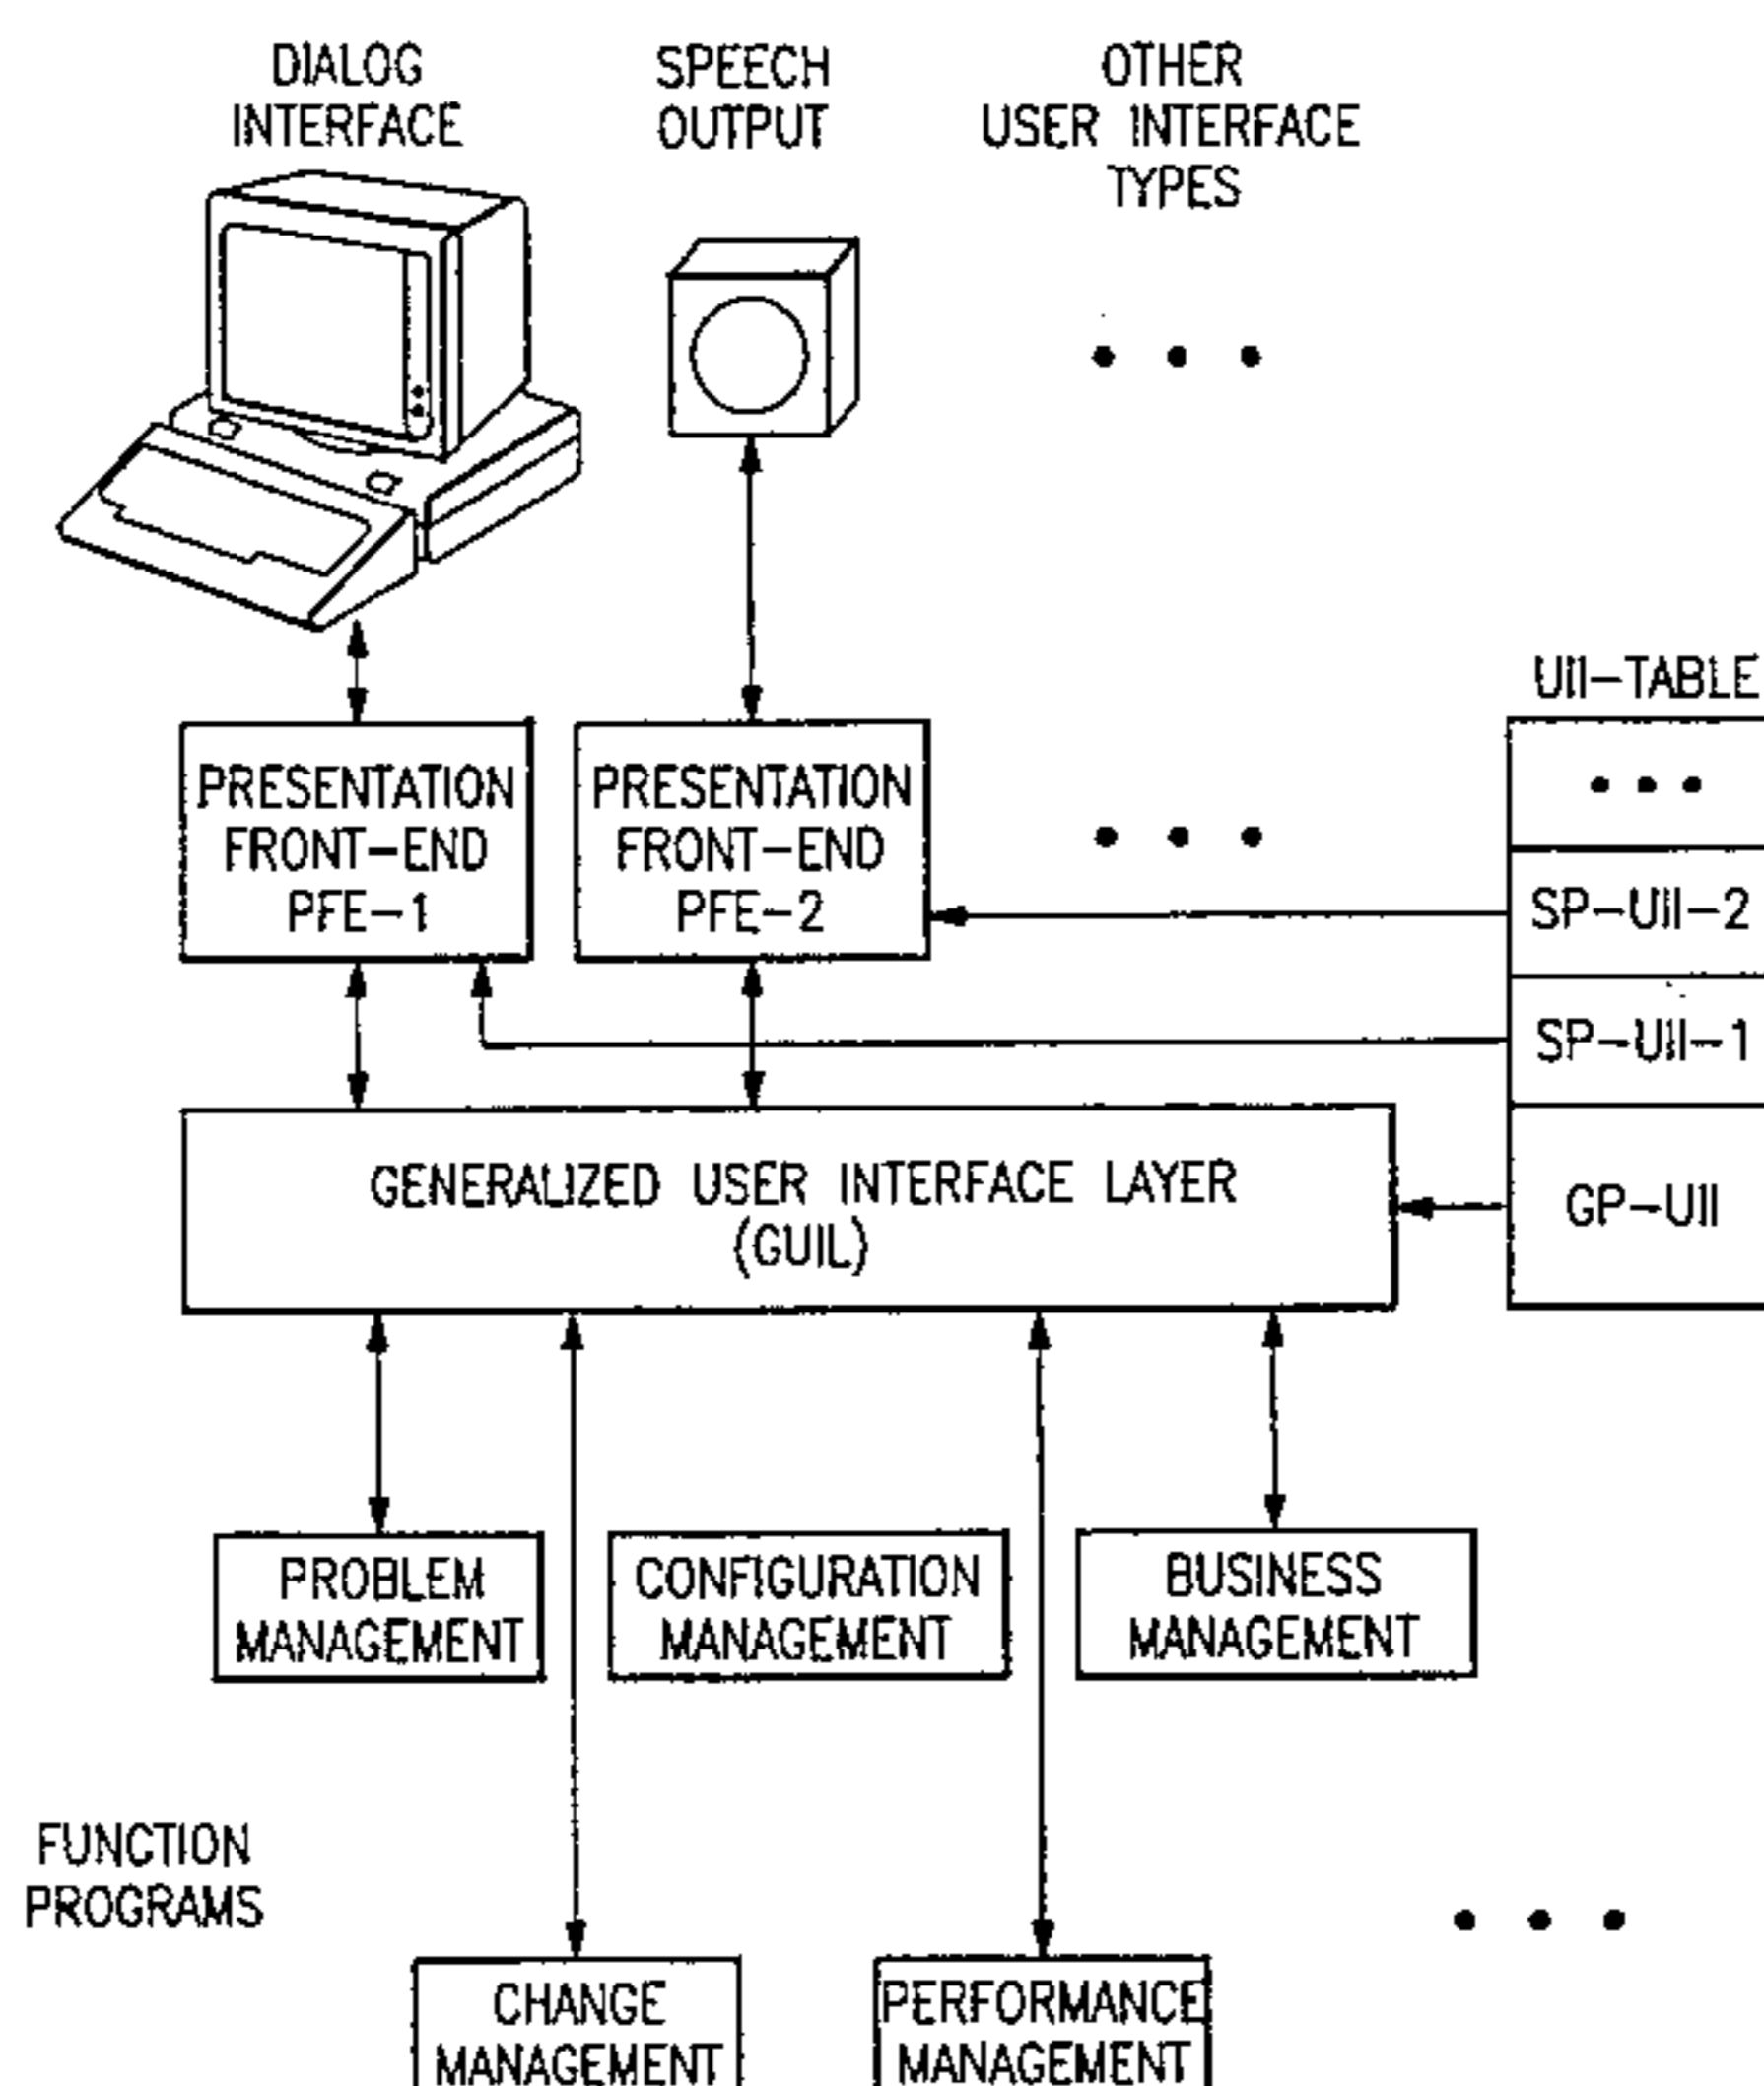 DIALOG
INTERFACE
SPEECH
OUTPUT
OTHER
USER INTERFACE
TYPES
UII-TABLE
PRESENTATION
FRONT-END
PFE-1
PRESENTATION
FRONT-END
PFE-2
SP-UII-2
SP-UII-1
GENERALIZED USER INTERFACE LAYER
(GUIL)
GP-UII
PROBLEM
MANAGEMENT
CONFIGURATION
MANAGEMENT
BUSINESS
MANAGEMENT
FUNCTION
PROGRAMS
CHANGE
MANAGEMENT
PERFORMANCE
MANAGEMENT